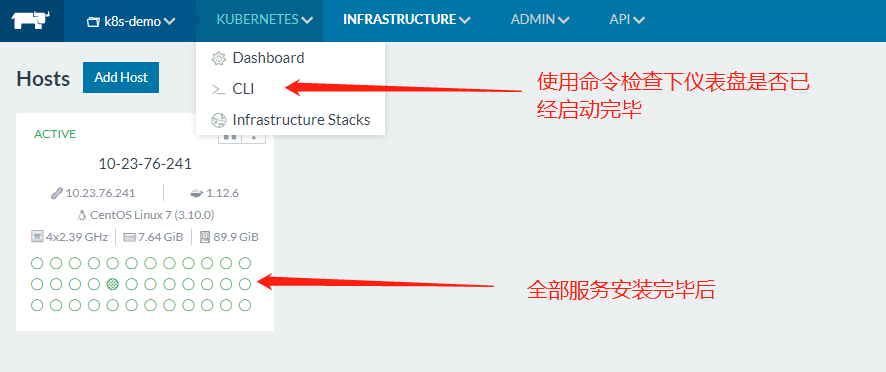 k8s-demo KUBERNETES INFRASTRUCTURE ADMIN API
Dashboard
CLI
Infrastructure Stacks
Hosts Add Host
使用命令检查下仪表盘是否已
经启动完毕
ACTIVE
10-23-76-241
10.23.76.241 1.12.6
CentOS Linux 7 (3.10.0)
4x2.39 GHz 7.64 GiB 89.9 GiB
全部服务安装完毕后